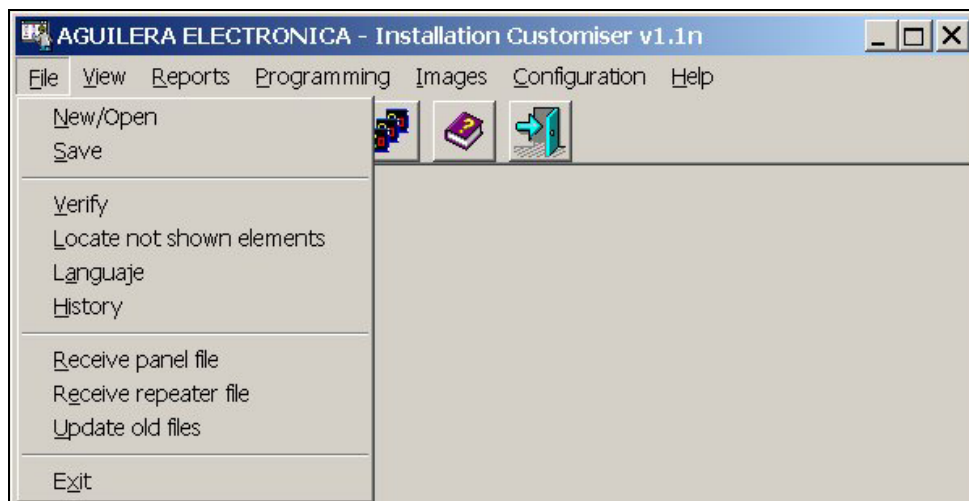 AGUILERA ELECTRONICA - Installation Customiser v1.1n
File View Reports Programming Images Configuration Help
New/Open
Save
Verify
Locate not shown elements
Languaje
History
Receive panel file
Receive repeater file
Update old files
Exit